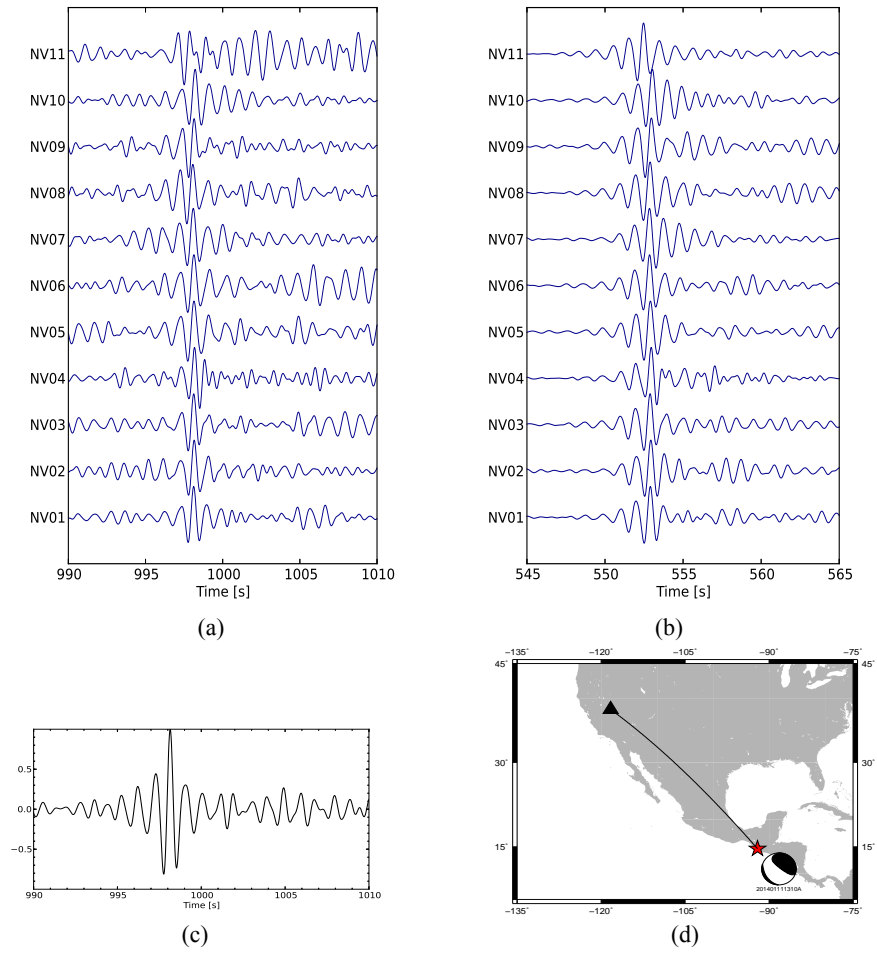 NV11
NV10
NV09
NV08
NV07
NV06
NV05
NV04
NV03
NV02
NV01
990 995 1000 1005 1010
Time [s]
(a)
NV11
NV10
NV09
NV08
NV07
NV06
NV05
NV04
NV03
NV02
NV01
545 550 555 560 565
Time [s]
(b)
0.5
0.0
−0.5
990 995 1000 1005 1010
Time [s]
(c)
−135° −120° −105° −90° −75°
45° 45°
30° 30°
15° 15°
201401111310A
−135° −120° −105° −90° −75°
(d)